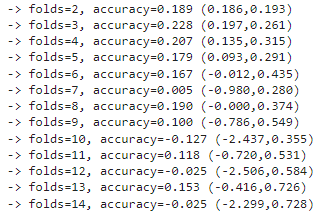 -> folds=2, accuracy=0.189 (0.186,0.193)
-> folds=3, accuracy=0.228 (0.197,0.261)
-> folds=4, accuracy=0.207 (0.135,0.315)
-> folds=5, accuracy=0.179 (0.093,0.291)
-> folds=6, accuracy=0.167 (-0.012,0.435)
-> folds=7, accuracy=0.005 (-0.980,0.280)
-> folds=8, accuracy=0.190 (-0.000,0.374)
-> folds=9, accuracy=0.100 (-0.786,0.549)
-> folds=10, accuracy=-0.127 (-2.437,0.355)
-> folds=11, accuracy=0.118 (-0.720,0.531)
-> folds=12, accuracy=-0.025 (-2.506,0.584)
-> folds=13, accuracy=0.153 (-0.416,0.726)
-> folds=14, accuracy=-0.025 (-2.299,0.728)